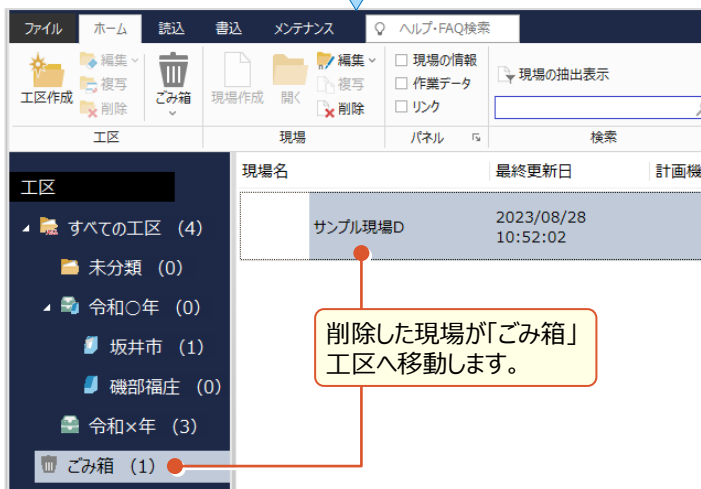 ファイル ホーム 読込 書込 メンテナンス ヘルプ・FAQ検索
工区作成 編集 複写 削除 ごみ箱
現場作成 開く 編集 複写 削除
現場の情報
作業データ
リンク
現場の抽出表示
工区 現場 パネル 検索
工区
すべての工区 (4)
未分類 (0)
令和○年 (0)
坂井市 (1)
磯部福庄 (0)
令和×年 (3)
ごみ箱 (1)
現場名 最終更新日 計画機
サンプル現場D 2023/08/28
10:52:02
削除した現場が「ごみ箱」
工区へ移動します。